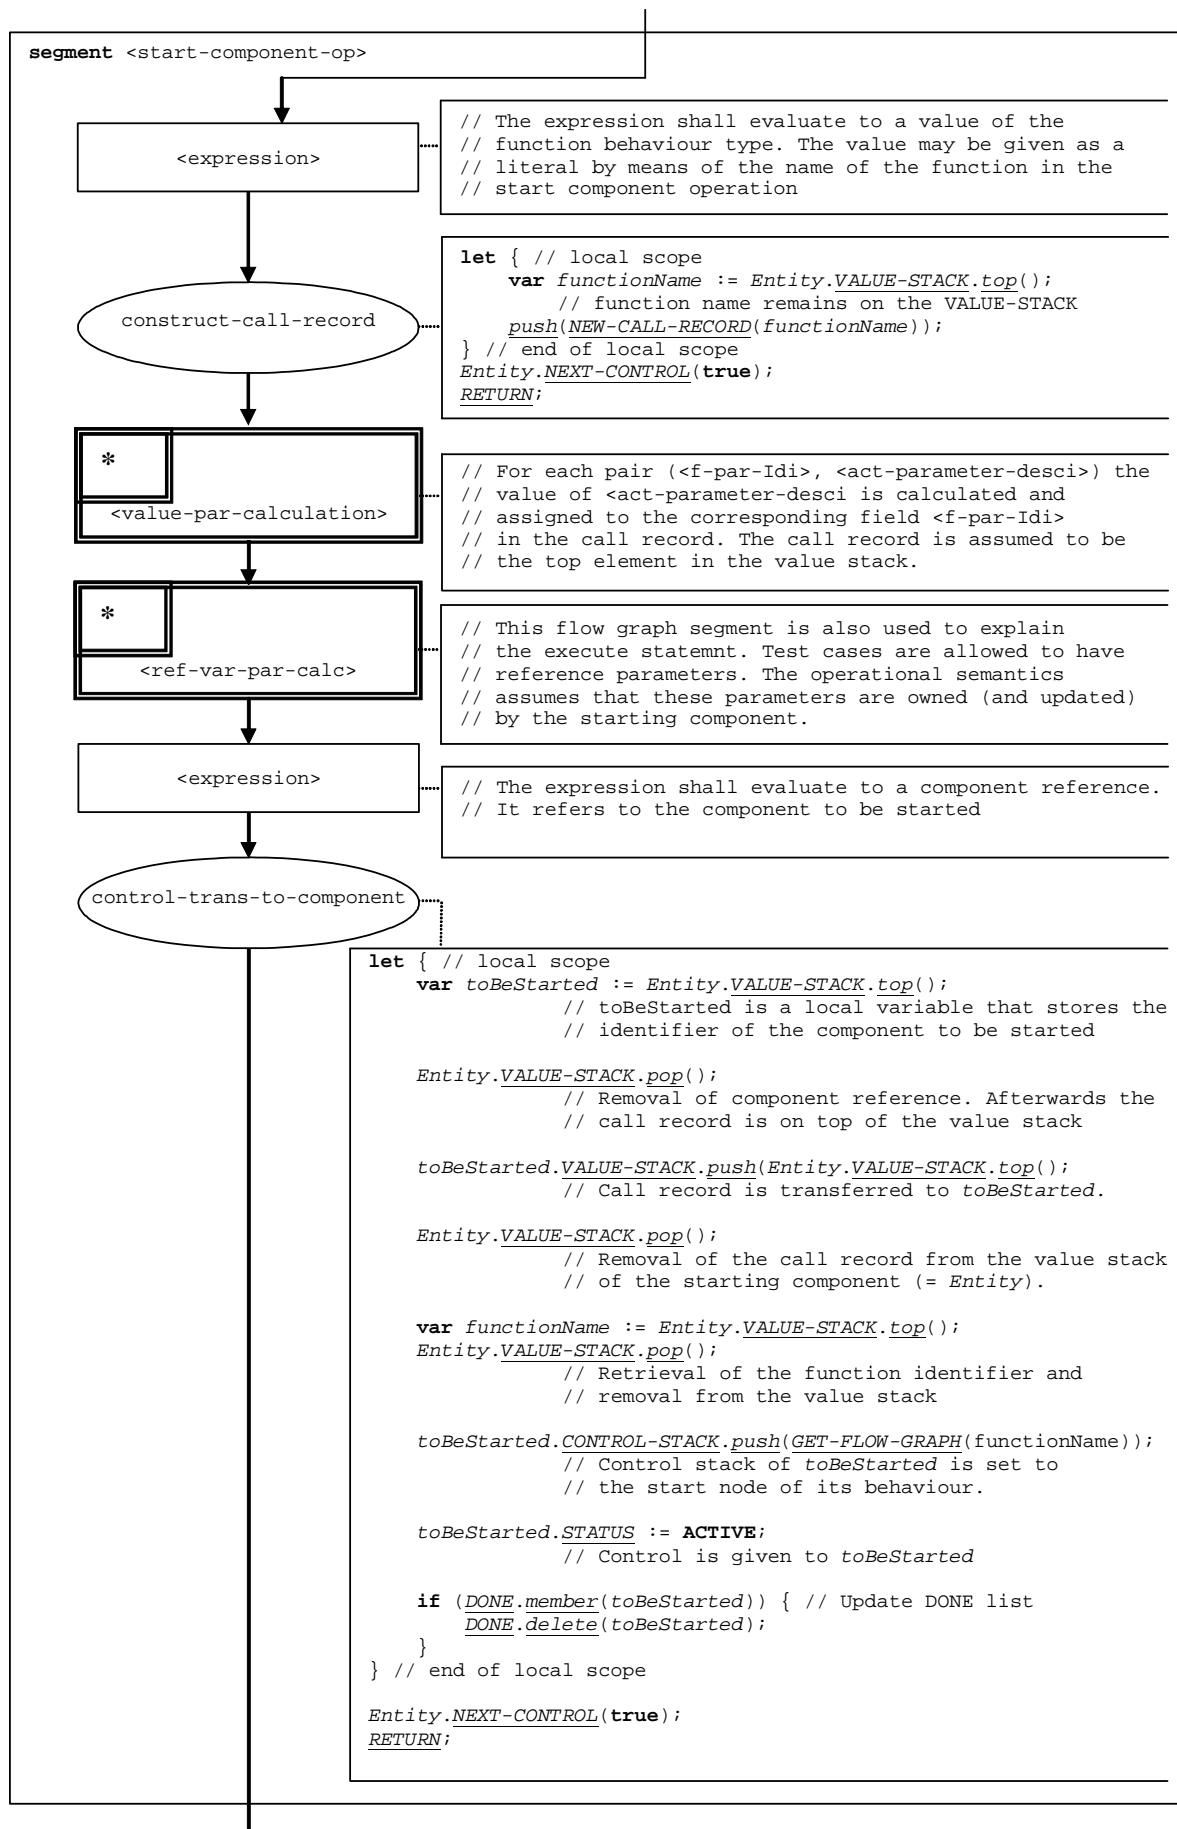 segment <start-component-op>
<expression>
// The expression shall evaluate to a value of the
// function behaviour type. The value may be given as a
// literal by means of the name of the function in the
// start component operation
construct-call-record
let { // local scope
var functionName := Entity.VALUE-STACK.top();
// function name remains on the VALUE-STACK
push(NEW-CALL-RECORD(functionName));
} // end of local scope
Entity.NEXT-CONTROL(true);
RETURN;
*
<value-par-calculation>
// For each pair (<f-par-Idi>, <act-parameter-desci>) the
// value of <act-parameter-desci is calculated and
// assigned to the corresponding field <f-par-Idi>
// in the call record. The call record is assumed to be
// the top element in the value stack.
*
<ref-var-par-calc>
// This flow graph segment is also used to explain
// the execute statemnt. Test cases are allowed to have
// reference parameters. The operational semantics
// assumes that these parameters are owned (and updated)
// by the starting component.
<expression>
// The expression shall evaluate to a component reference.
// It refers to the component to be started
control-trans-to-component
let { // local scope
var toBeStarted := Entity.VALUE-STACK.top();
// toBeStarted is a local variable that stores the
// identifier of the component to be started
Entity.VALUE-STACK.pop();
// Removal of component reference. Afterwards the
// call record is on top of the value stack
toBeStarted.VALUE-STACK.push(Entity.VALUE-STACK.top();
// Call record is transferred to toBeStarted.
Entity.VALUE-STACK.pop();
// Removal of the call record from the value stack
// of the starting component (= Entity).
var functionName := Entity.VALUE-STACK.top();
Entity.VALUE-STACK.pop();
// Retrieval of the function identifier and
// removal from the value stack
toBeStarted.CONTROL-STACK.push(GET-FLOW-GRAPH(functionName));
// Control stack of toBeStarted is set to
// the start node of its behaviour.
toBeStarted.STATUS := ACTIVE;
// Control is given to toBeStarted
if (DONE.member(toBeStarted)) { // Update DONE list
DONE.delete(toBeStarted);
}
} // end of local scope
Entity.NEXT-CONTROL(true);
RETURN;